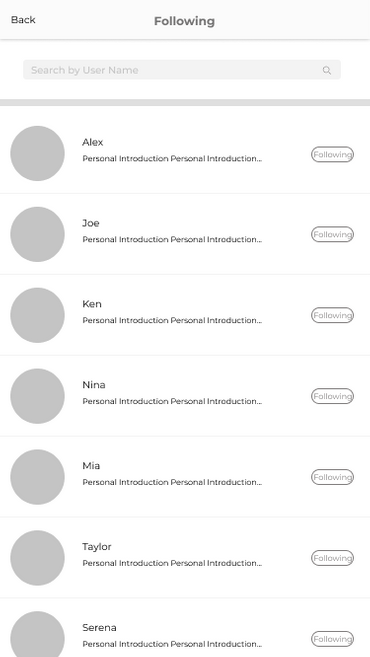 Back
Following
Search by User Name
Alex
Personal Introduction Personal Introduction...
Following
Joe
Personal Introduction Personal Introduction...
Following
Ken
Personal Introduction Personal Introduction...
Following
Nina
Personal Introduction Personal Introduction...
Following
Mia
Personal Introduction Personal Introduction...
Following
Taylor
Personal Introduction Personal Introduction...
Following
Serena
Personal Introduction Personal Introduction...
Following